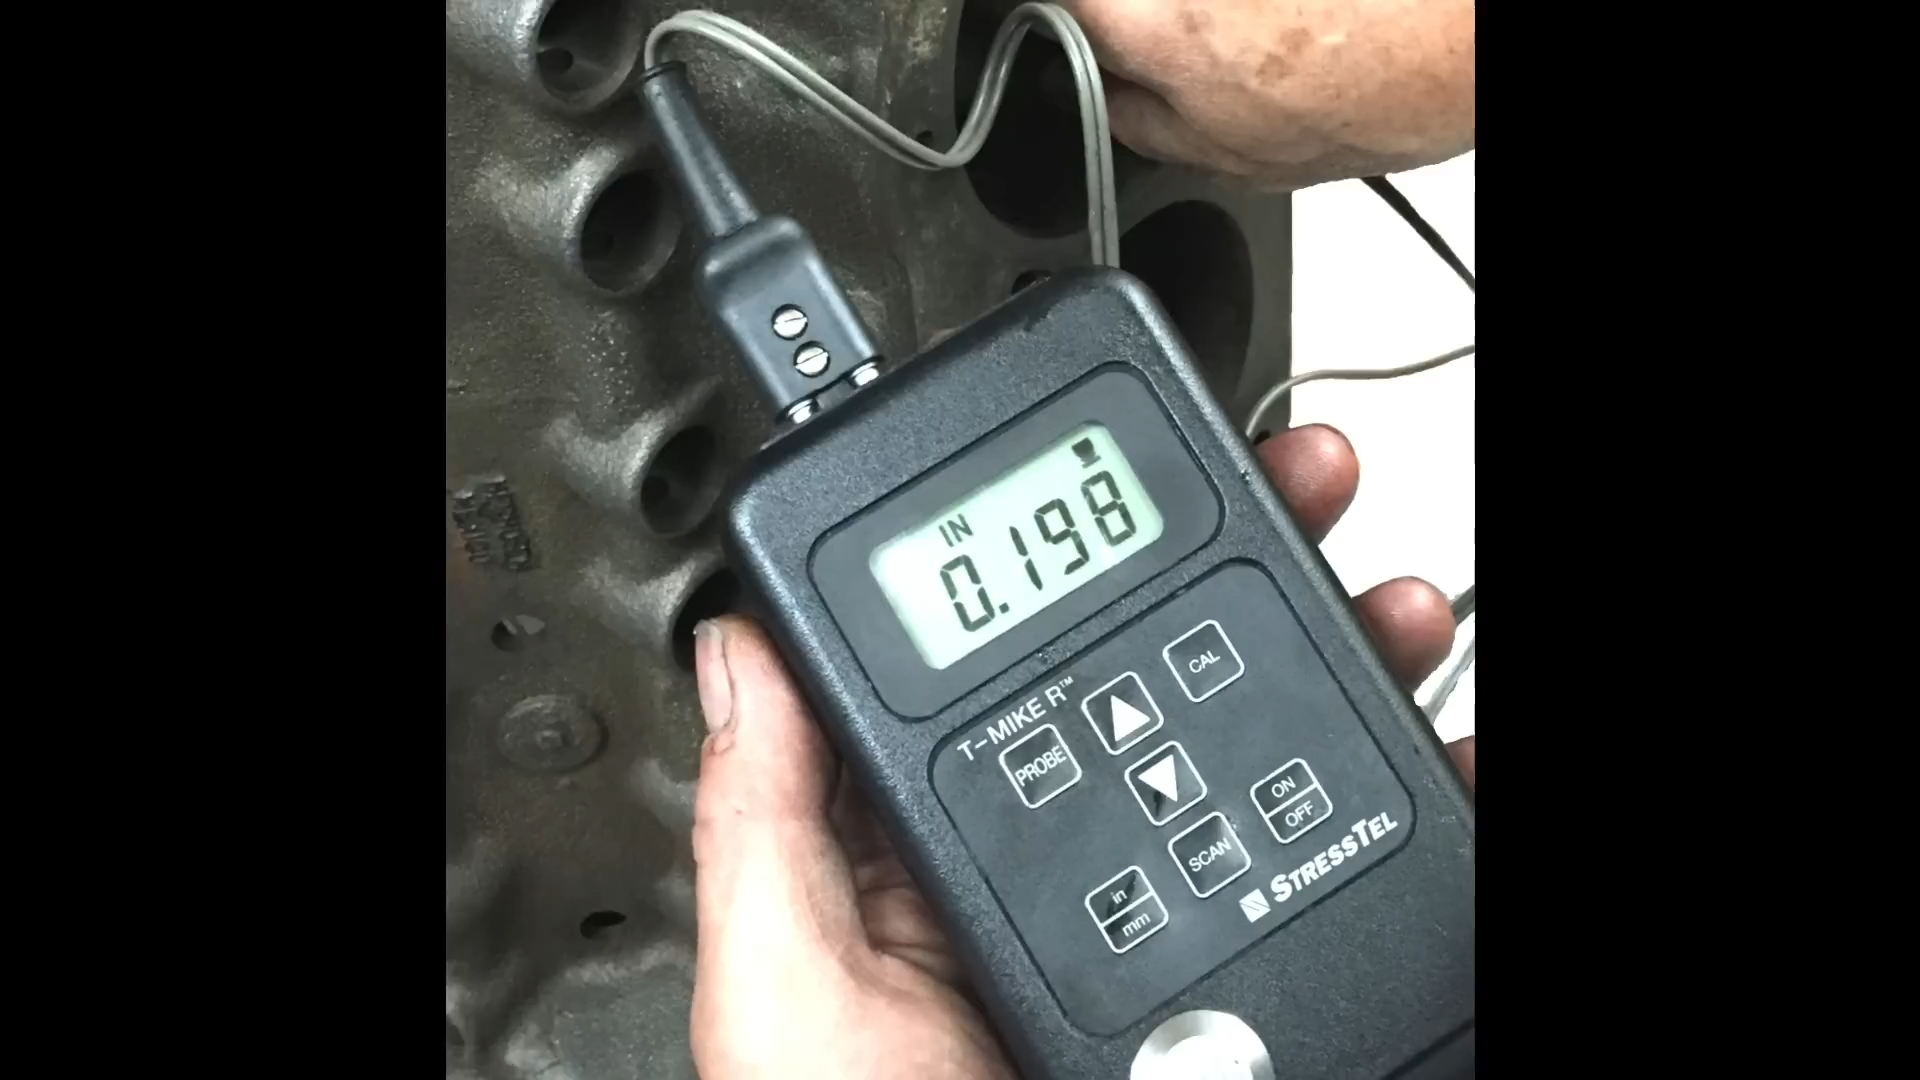 IN
0.198
T-MIKE R™
CAL
PROBE
ON
OFF
SCAN
in
mm
STRESSTEL